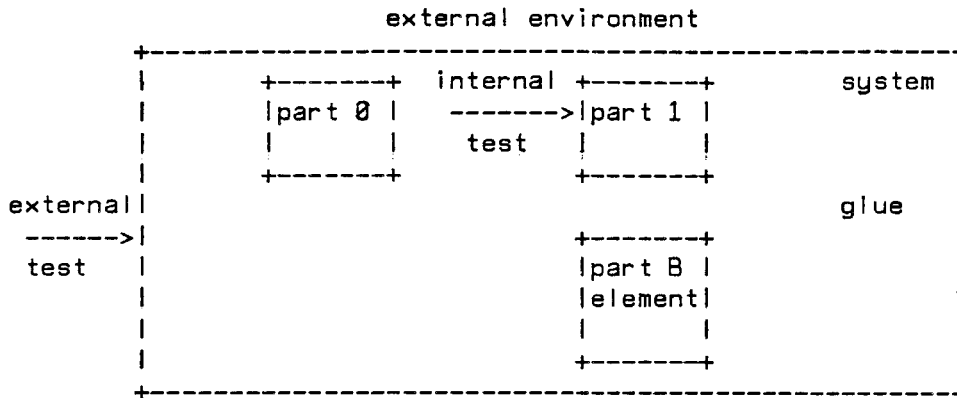 external environment
internal system
part 0 part 1
test
external glue
test part B
element